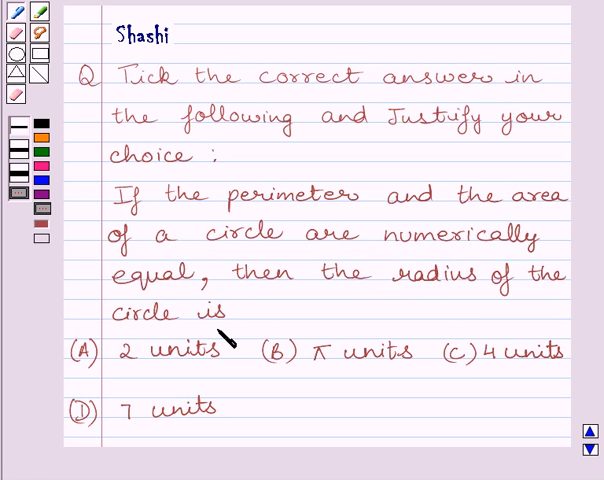 Shashi
Q Tick the correct answer in
the following and Justify your
choice :
If the perimeter and the area
of a circle are numerically
equal, then the radius of the
circle is
(A) 2 units (B) π units (C) 4 units
(D) 7 units